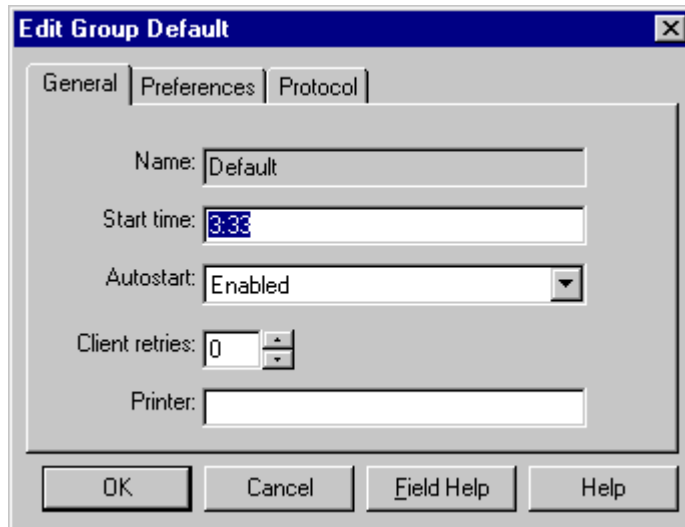 Edit Group Default
General Preferences Protocol
Name: Default
Start time: 3:33
Autostart: Enabled
Client retries: 0
Printer:
OK Cancel Field Help Help